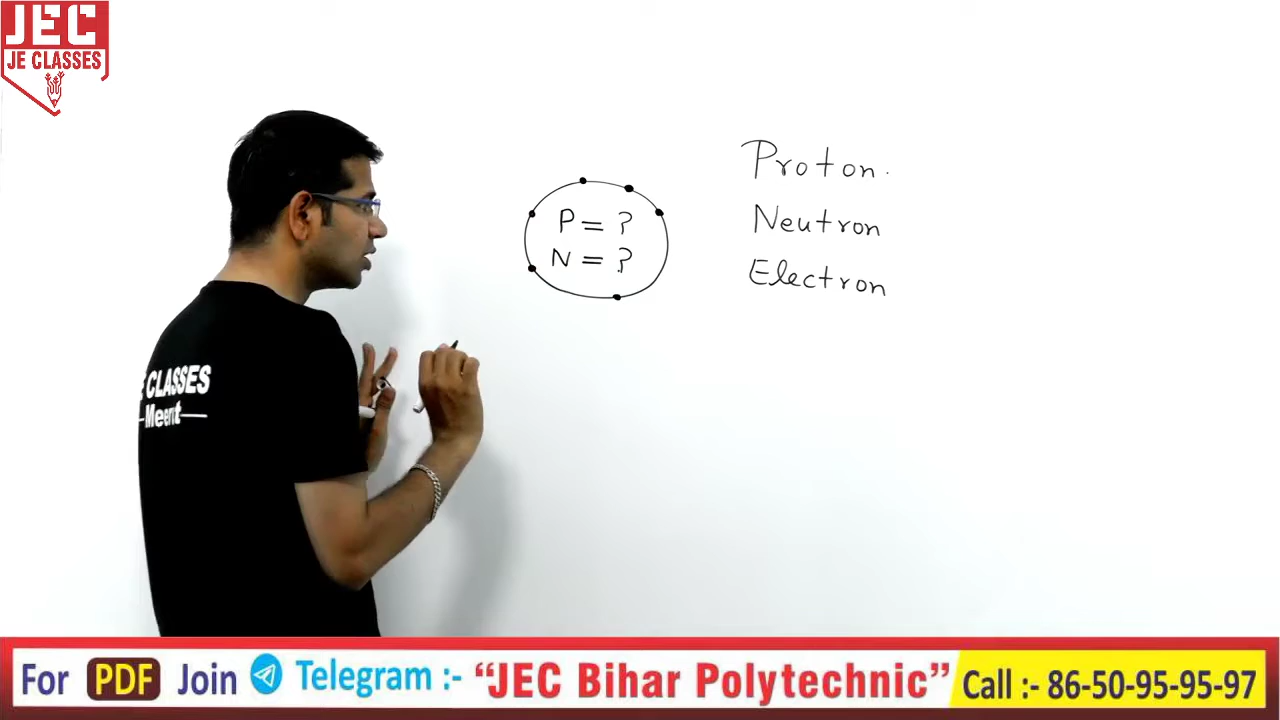 JEC
JE CLASSES
Proton.
P = ?
Neutron
N = ?
Electron
CLASSES
Meerut
For PDF Join Telegram :- “JEC Bihar Polytechnic” Call :- 86-50-95-95-97